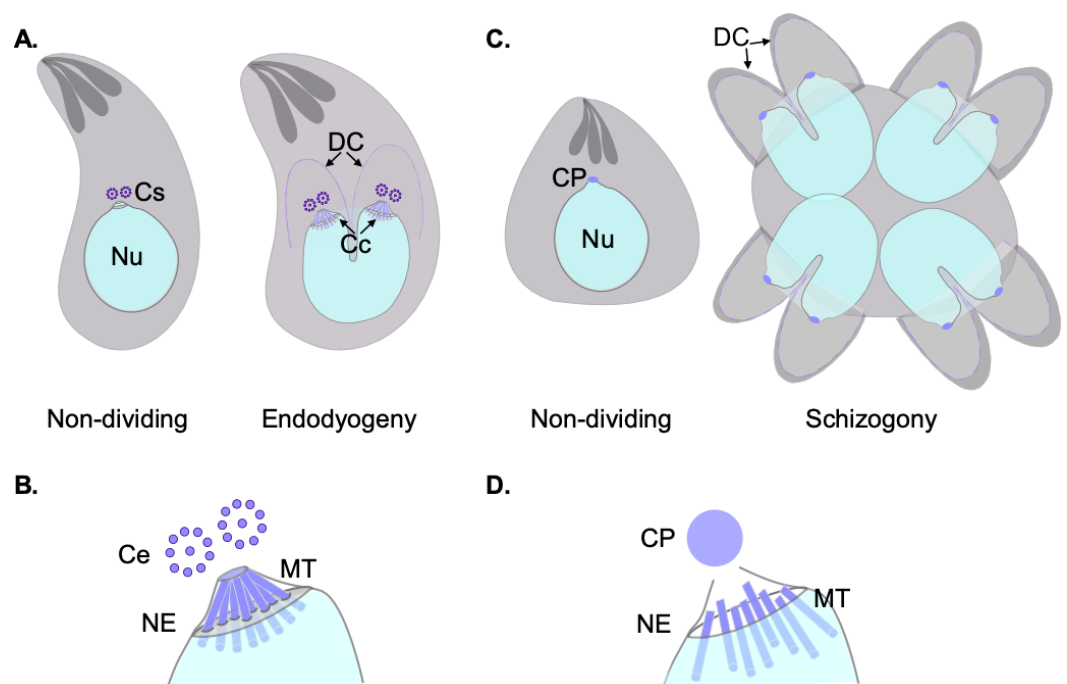 A.
Cs
Nu
DC
Cc
Non-dividing
Endodyogeny
C.
CP
Nu
DC
Non-dividing
Schizogony
B.
Ce
MT
NE
D.
CP
MT
NE